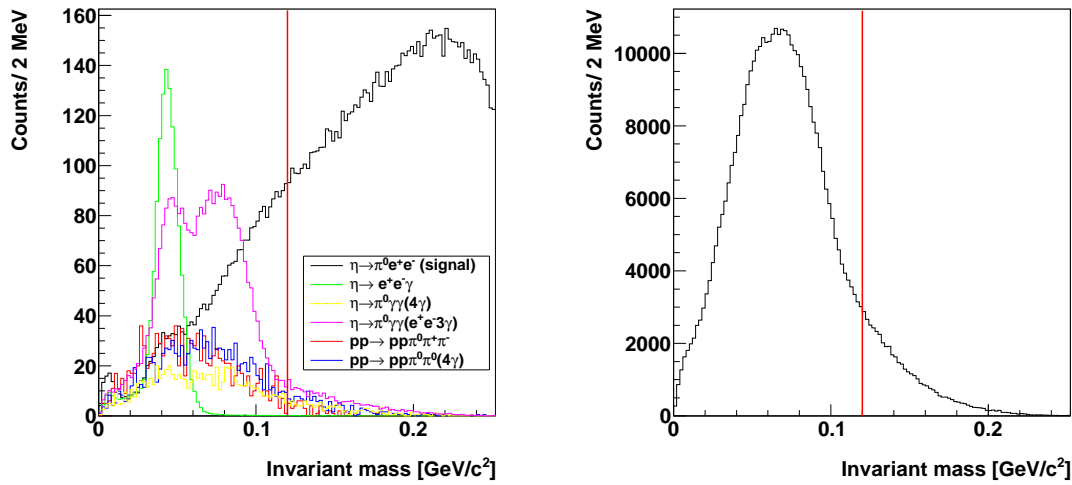 Counts/ 2 MeV
160
140
120
100
80
60
40
20
0
0
0.1
0.2
Invariant mass [GeV/c²]
η→π⁰e⁺e⁻ (signal)
η→ e⁺e⁻γ
η→π⁰γγ(4γ)
η→π⁰γγ(e⁺e⁻3γ)
pp→ ppπ⁰π⁺π⁻
pp→ ppπ⁰π⁰(4γ)
Counts/ 2 MeV
10000
8000
6000
4000
2000
0
0
0.1
0.2
Invariant mass [GeV/c²]